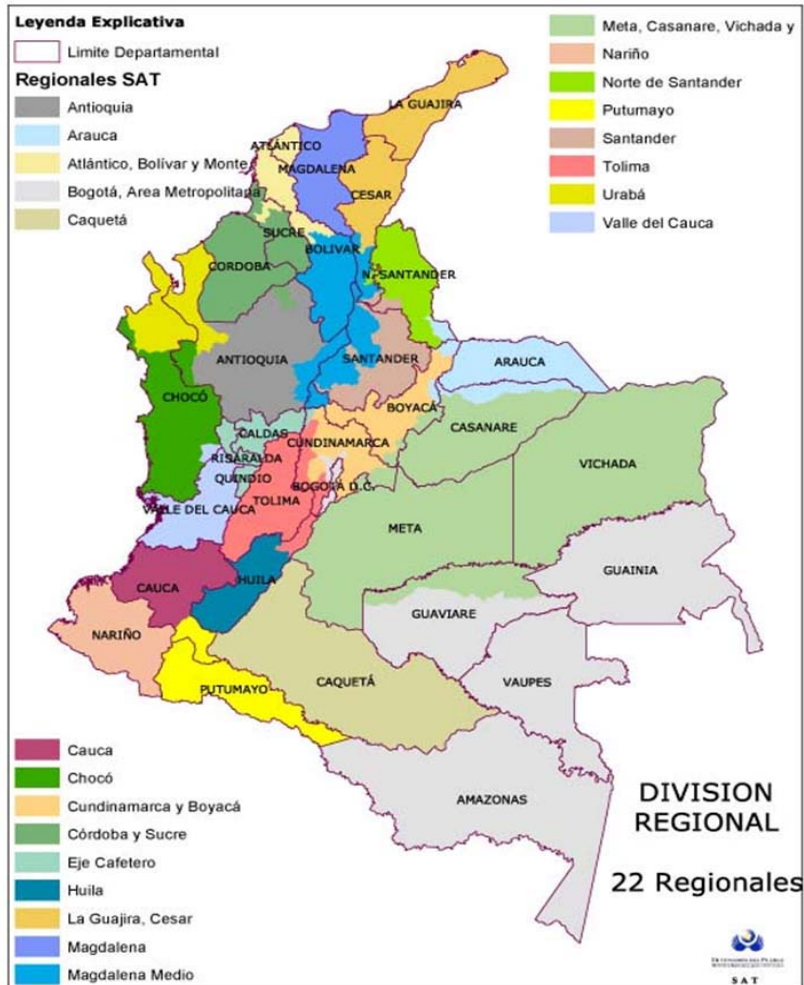 Leyenda Explicativa
Limite Departamental
Regionales SAT
Antioquia
Arauca
Atlántico, Bolívar y Monte
Bogotá, Area Metropolitana
Caquetá
Meta, Casanare, Vichada y
Nariño
Norte de Santander
Putumayo
Santander
Tolima
Urabá
Valle del Cauca
LA GUAJIRA
ATLÁNTICO
MAGDALENA
CESAR
SUCRE
BOLIVAR
CORDOBA
N. SANTANDER
ANTIOQUIA
SANTANDER
ARAUCA
CHOCÓ
BOYACÁ
CASANARE
CALDAS
CUNDINAMARCA
RISARALDA
VICHADA
QUINDIO
BOGOTÁ D.C.
TOLIMA
VALLE DEL CAUCA
META
GUAINIA
HUILA
CAUCA
GUAVIARE
NARIÑO
CAQUETÁ
VAUPES
PUTUMAYO
AMAZONAS
Cauca
Chocó
Cundinamarca y Boyacá
Córdoba y Sucre
Eje Cafetero
Huila
La Guajira, Cesar
Magdalena
Magdalena Medio
DIVISION
REGIONAL
22 Regionales
SAT